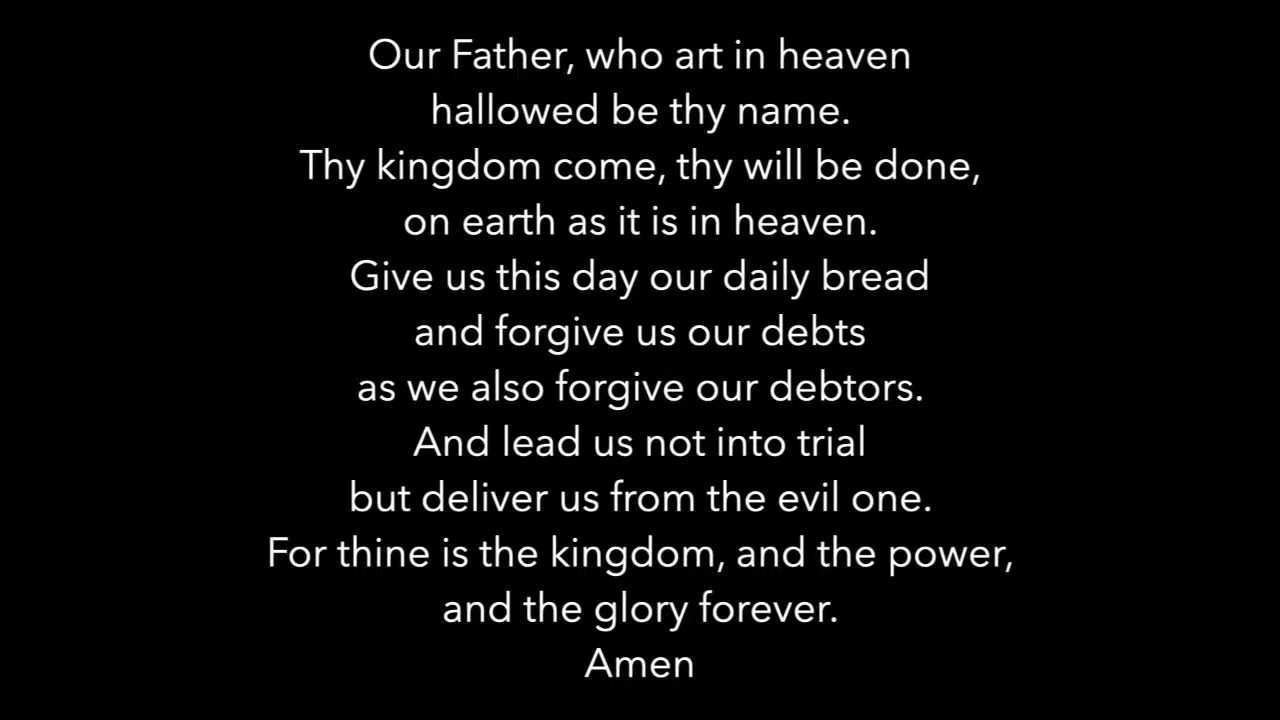 Our Father, who art in heaven
hallowed be thy name.
Thy kingdom come, thy will be done,
on earth as it is in heaven.
Give us this day our daily bread
and forgive us our debts
as we also forgive our debtors.
And lead us not into trial
but deliver us from the evil one.
For thine is the kingdom, and the power,
and the glory forever.
Amen